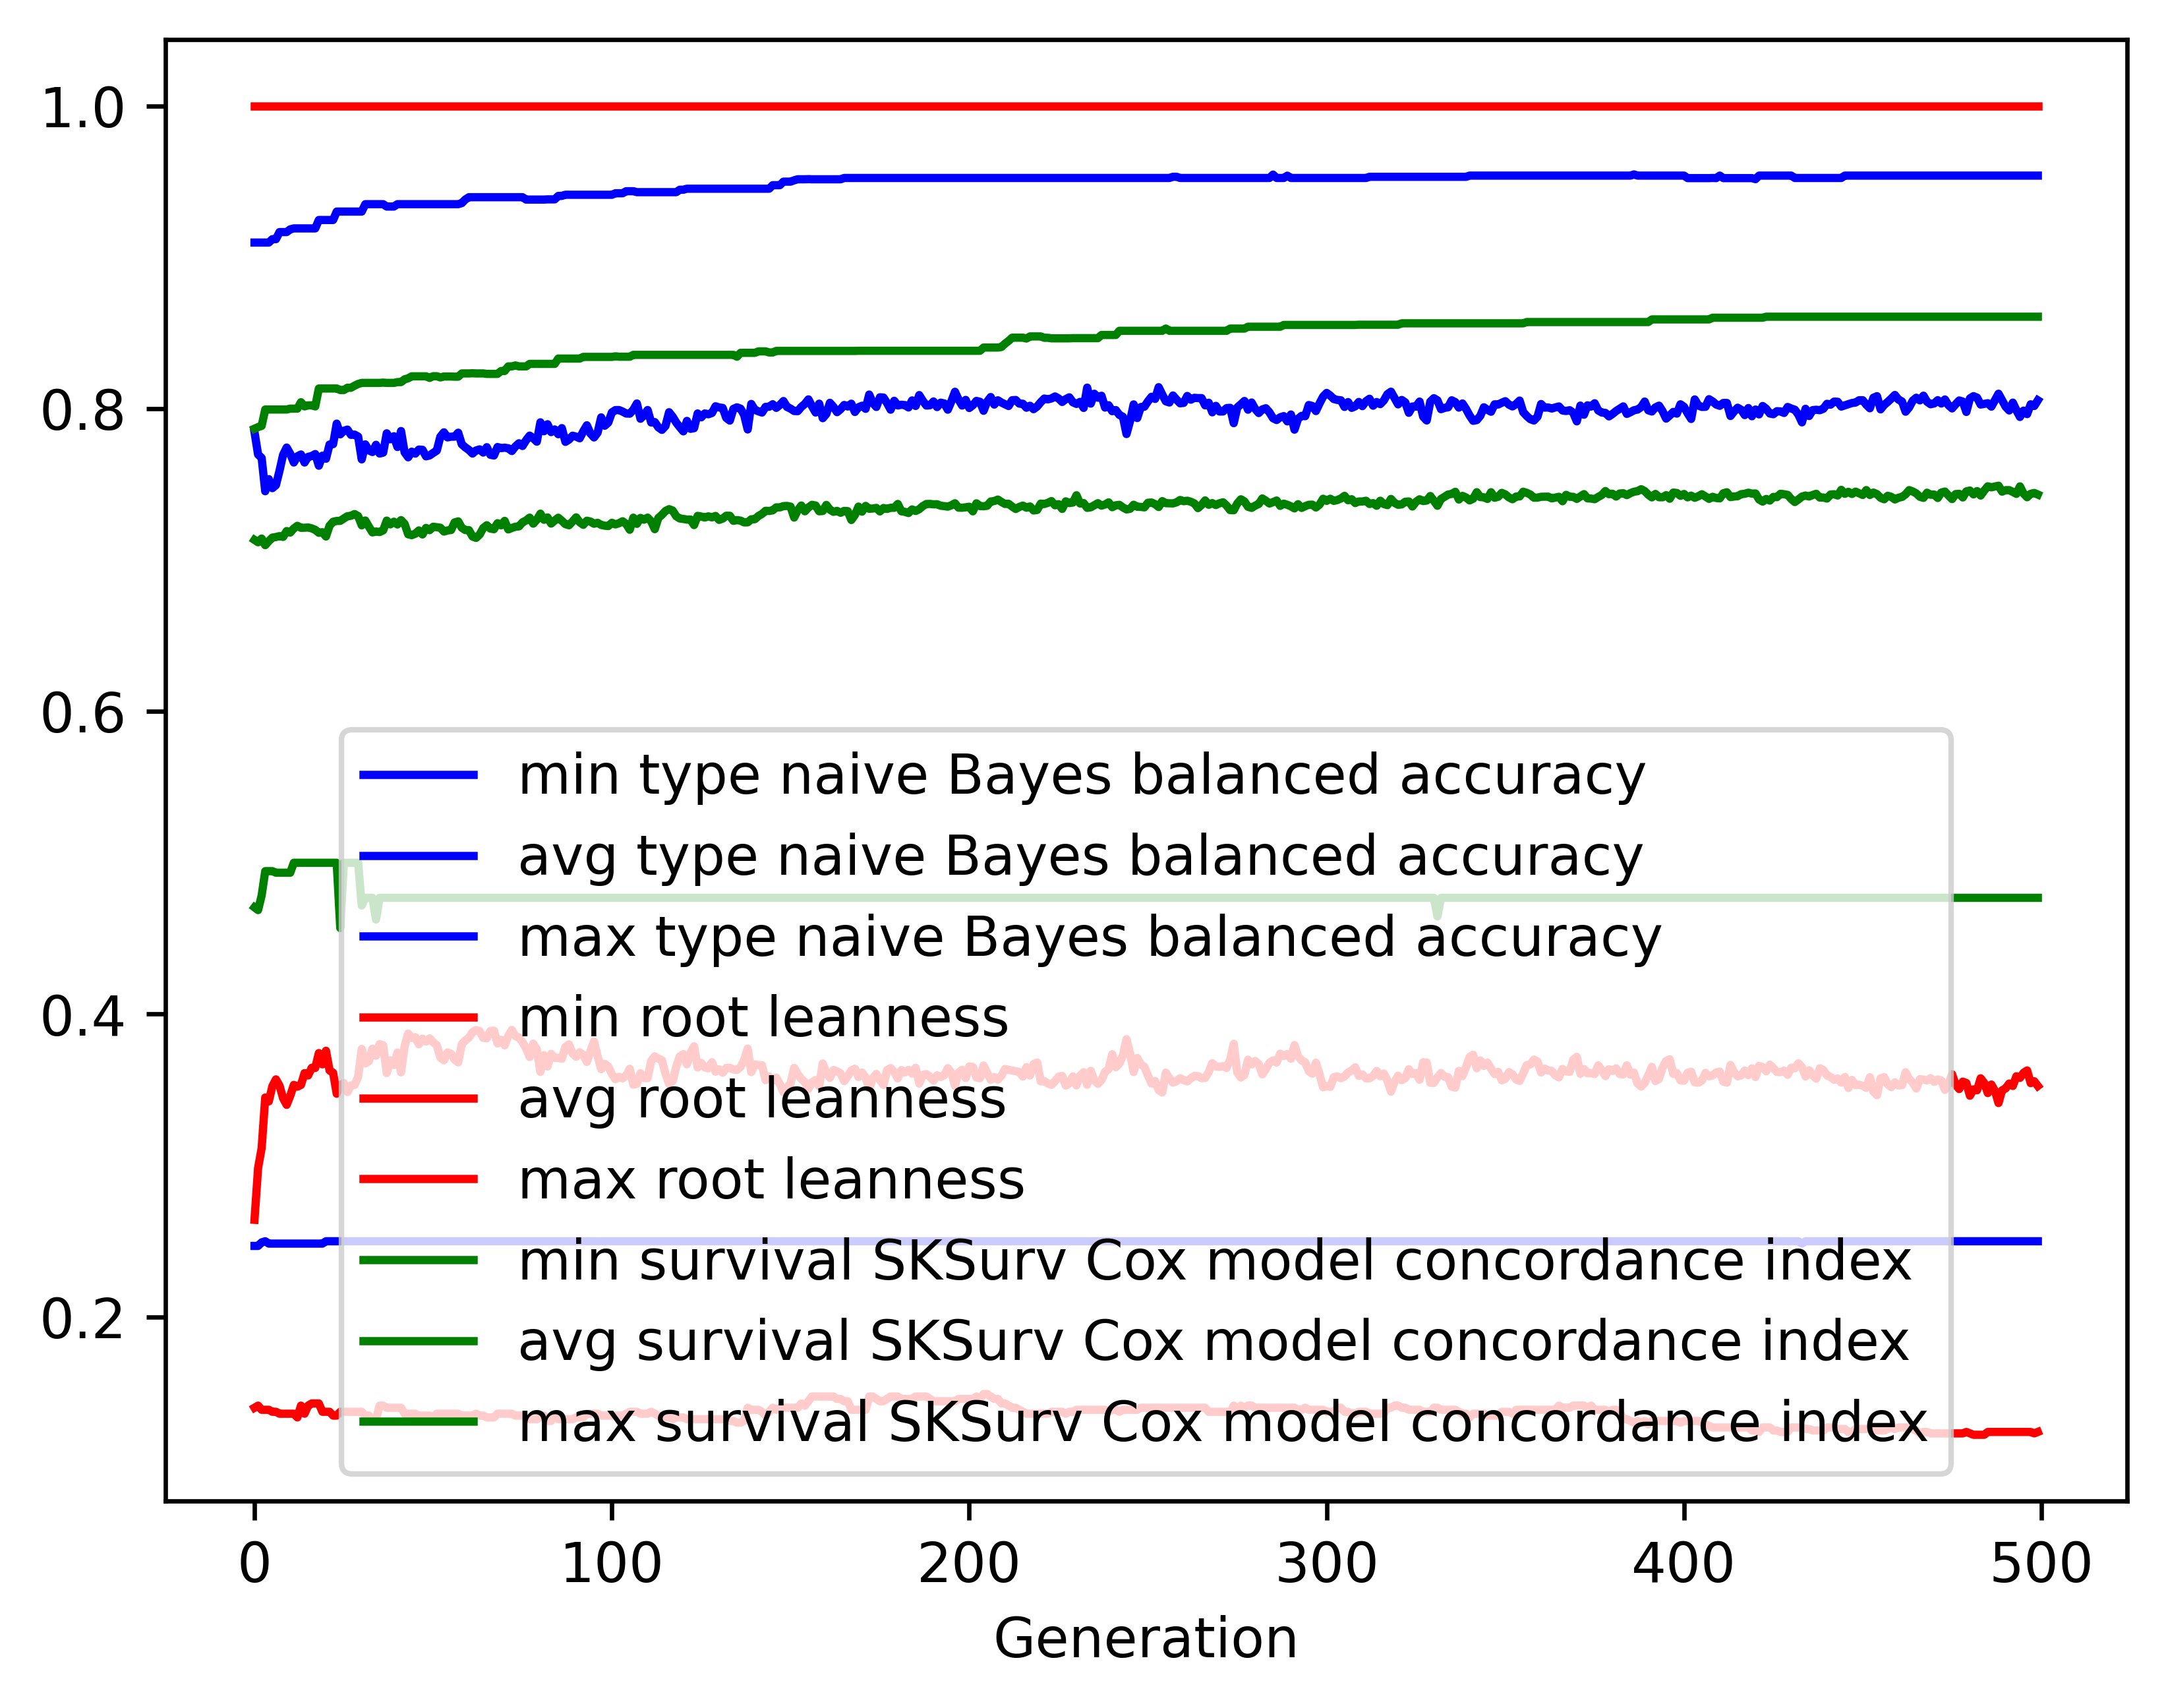 1.0
0.8
0.6
0.4
0.2
min type naive Bayes balanced accuracy
avg type naive Bayes balanced accuracy
max type naive Bayes balanced accuracy
min root leanness
avg root leanness
max root leanness
min survival SKSurv Cox model concordance index
avg survival SKSurv Cox model concordance index
max survival SKSurv Cox model concordance index
0 100 200 300 400 500
Generation